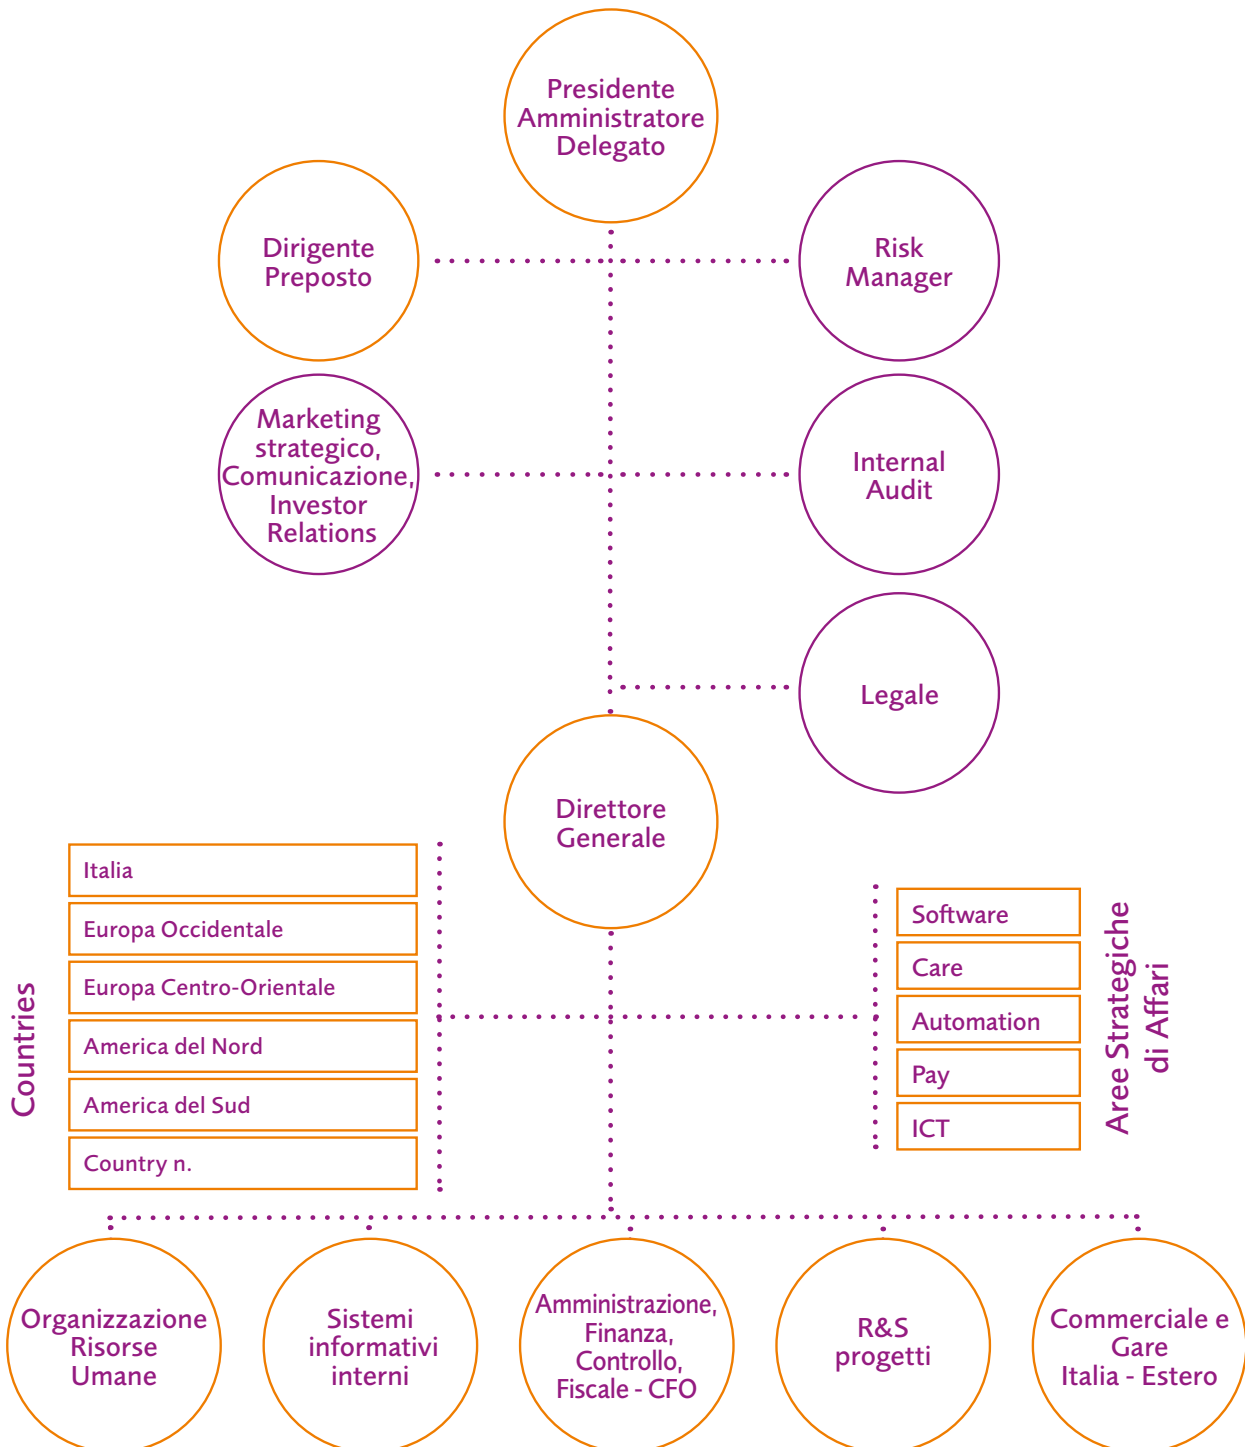 Presidente
Amministratore
Delegato
Dirigente
Preposto
Risk
Manager
Marketing
strategico,
Comunicazione,
Investor
Relations
Internal
Audit
Legale
Direttore
Generale
Countries
Italia
Europa Occidentale
Europa Centro-Orientale
America del Nord
America del Sud
Country n.
Software
Care
Automation
Pay
ICT
Aree Strategiche
di Affari
Organizzazione
Risorse
Umane
Sistemi
informativi
interni
Amministrazione,
Finanza,
Controllo,
Fiscale - CFO
R&S
progetti
Commerciale e
Gare
Italia - Estero